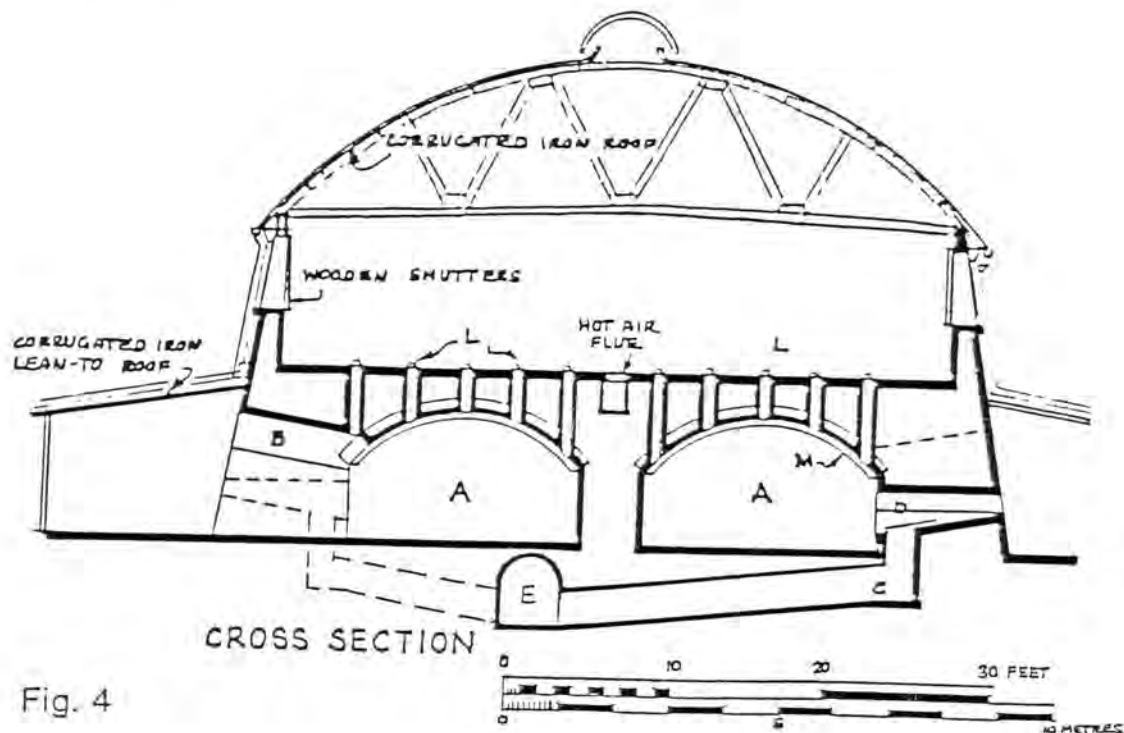 CORRUGATED IRON ROOF
WOODEN SHUTTERS
CORRUGATED IRON
LEAN-TO ROOF
L
HOT AIR
FLUE
L
B
A
A
M
D
E
C
CROSS SECTION
0 10 20 30 FEET
0 5 10 METERS
Fig. 4